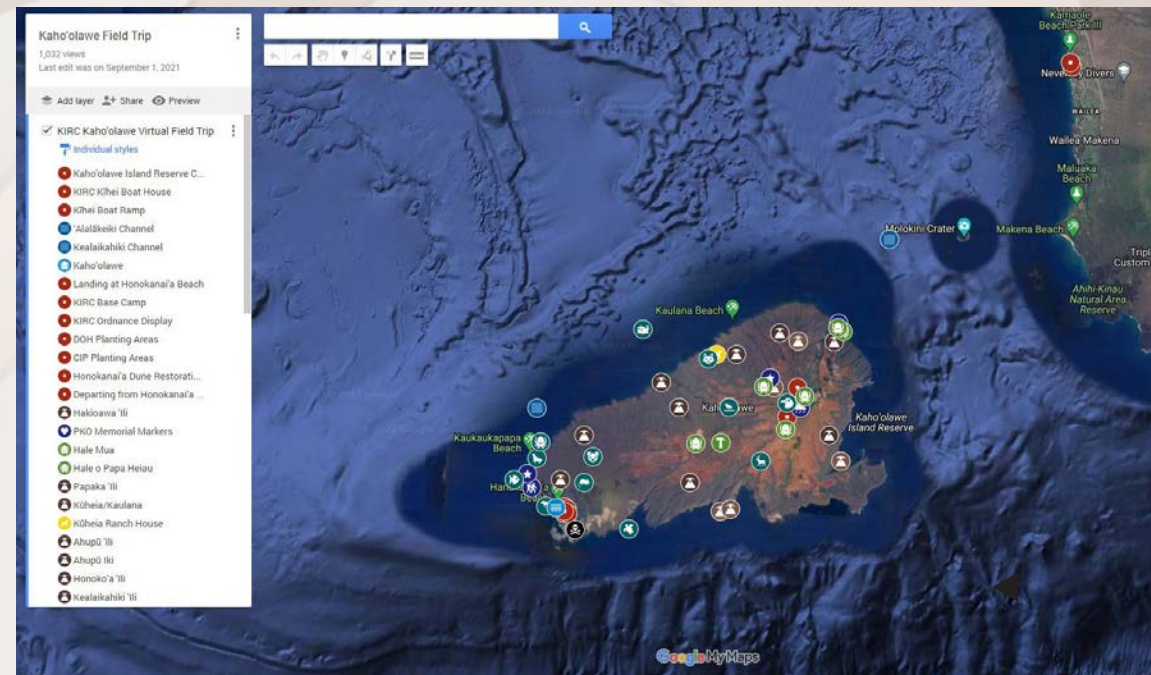 Kaho'olawe Field Trip
1,032 views
Last edit was on September 1, 2021
Add layer Share Preview
KIRC Kaho'olawe Virtual Field Trip
Individual styles
Kaho'olawe Island Reserve C...
KIRC Kīhei Boat House
Kīhei Boat Ramp
'Alalākeiki Channel
Kealaikahiki Channel
Kaho'olawe
Landing at Honokanai'a Beach
KIRC Base Camp
KIRC Ordnance Display
DOH Planting Areas
CIP Planting Areas
Honokanai'a Dune Restorati...
Departing from Honokanai'a ...
Hakioawa 'Ili
PKO Memorial Markers
Hale Mua
Hale o Papa Heiau
Papaka 'Ili
Kūheia/Kaulana
Kūheia Ranch House
Ahupū 'Ili
Ahupū Iki
Honoko'a 'Ili
Kealaikahiki 'Ili
Kamaole
Beach Park III
Divers
WAILEA
Wailea Makena
Maluaka
Beach
Molokini Crater
Makena Beach
Tripl
Custom
Ahihi-Kinau
Natural Area
Reserve
Kaulana Beach
Kaho'olawe
Island Reserve
Kaukaukapapa
Beach
Beach
Google My Maps